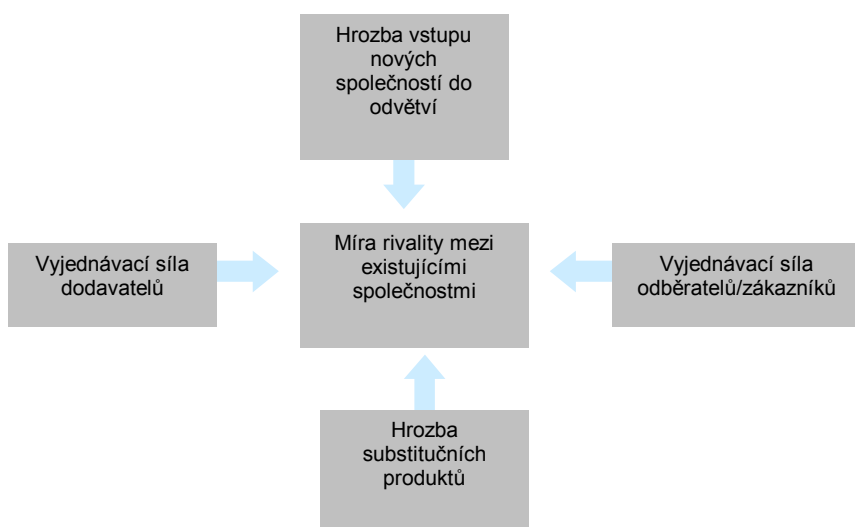 Hrozba vstupu
nových
společností do
odvětví
Vyjednávací síla
dodavatelů
Míra rivality mezi
existujícími
společnostmi
Vyjednávací síla
odběratelů/zákazníků
Hrozba
substitučních
produktů